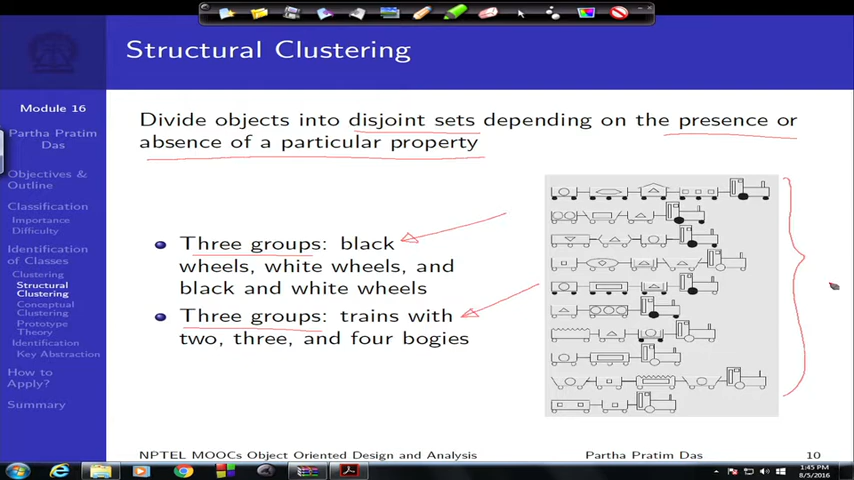 Structural Clustering
Module 16
Partha Pratim
Das
Objectives &
Outline
Classification
Importance
Difficulty
Identification
of Classes
Clustering
Structural
Clustering
Conceptual
Clustering
Prototype
Theory
Identification
Key Abstraction
How to
Apply?
Summary
Divide objects into disjoint sets depending on the presence or
absence of a particular property
Three groups: black
wheels, white wheels, and
black and white wheels
Three groups: trains with
two, three, and four bogies
NPTEL MOOCs Object Oriented Design and Analysis
Partha Pratim Das
10
1:45 PM
8/5/2016